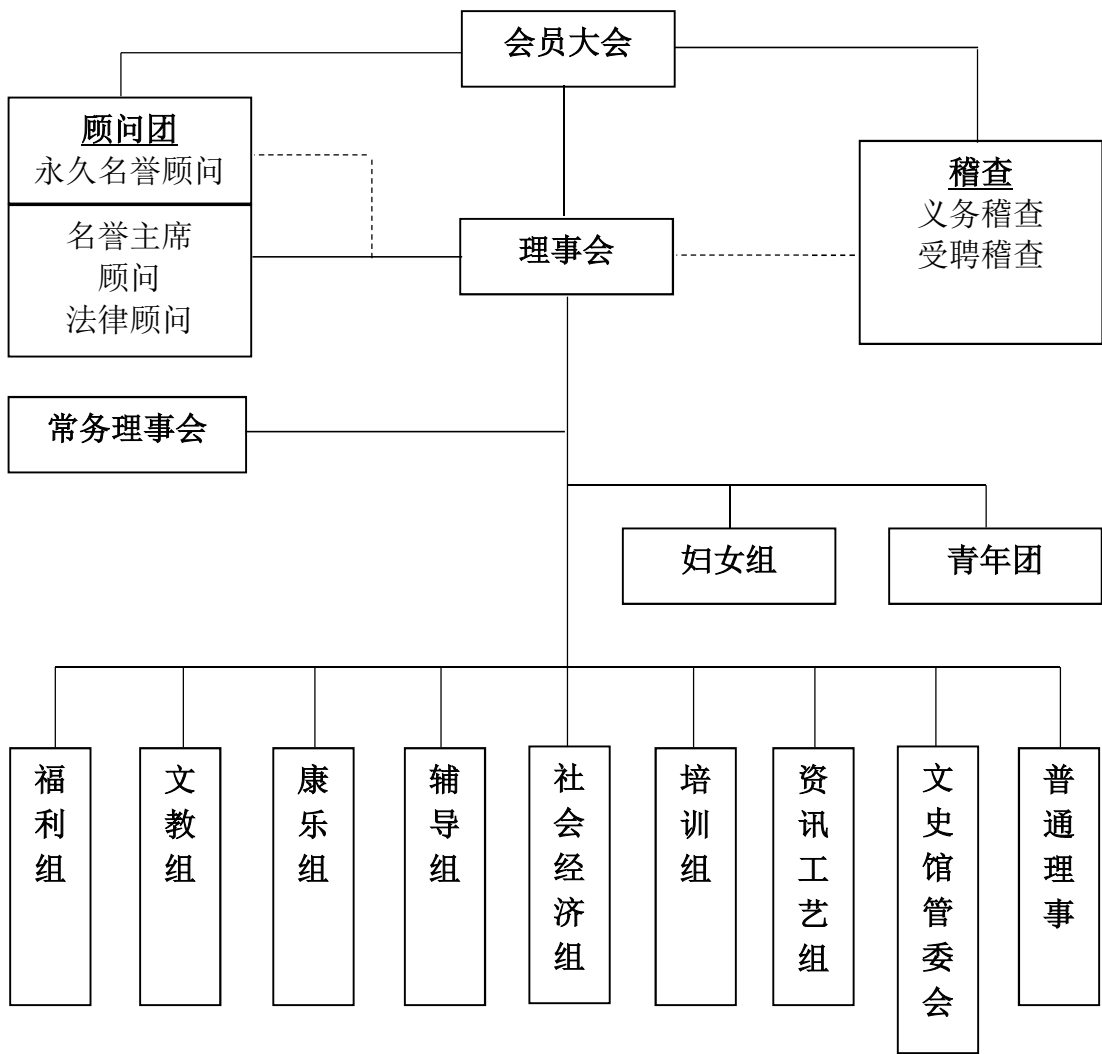 会员大会
顾问团
永久名誉顾问
名誉主席
顾问
法律顾问
理事会
稽查
义务稽查
受聘稽查
常务理事会
妇女组
青年团
福利组
文教组
康乐组
辅导组
社会经济组
培训组
资讯工艺组
文史馆管委会
普通理事